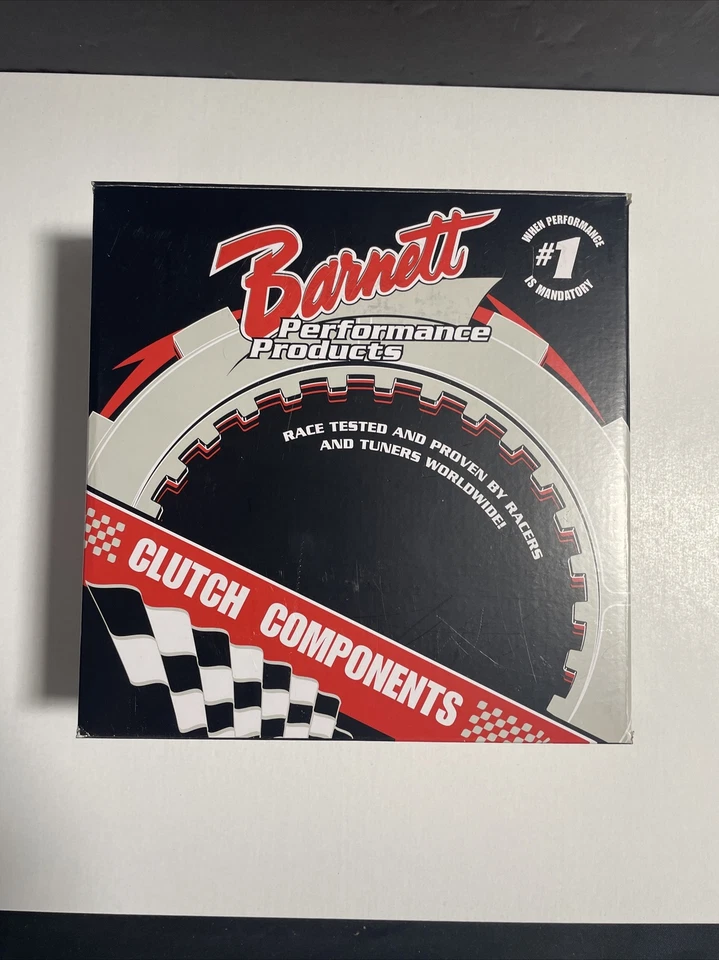 Barnett
Performance
Products
WHEN PERFORMANCE
#1
IS MANDATORY
RACE TESTED AND PROVEN BY RACERS
AND TUNERS WORLDWIDE!
CLUTCH COMPONENTS